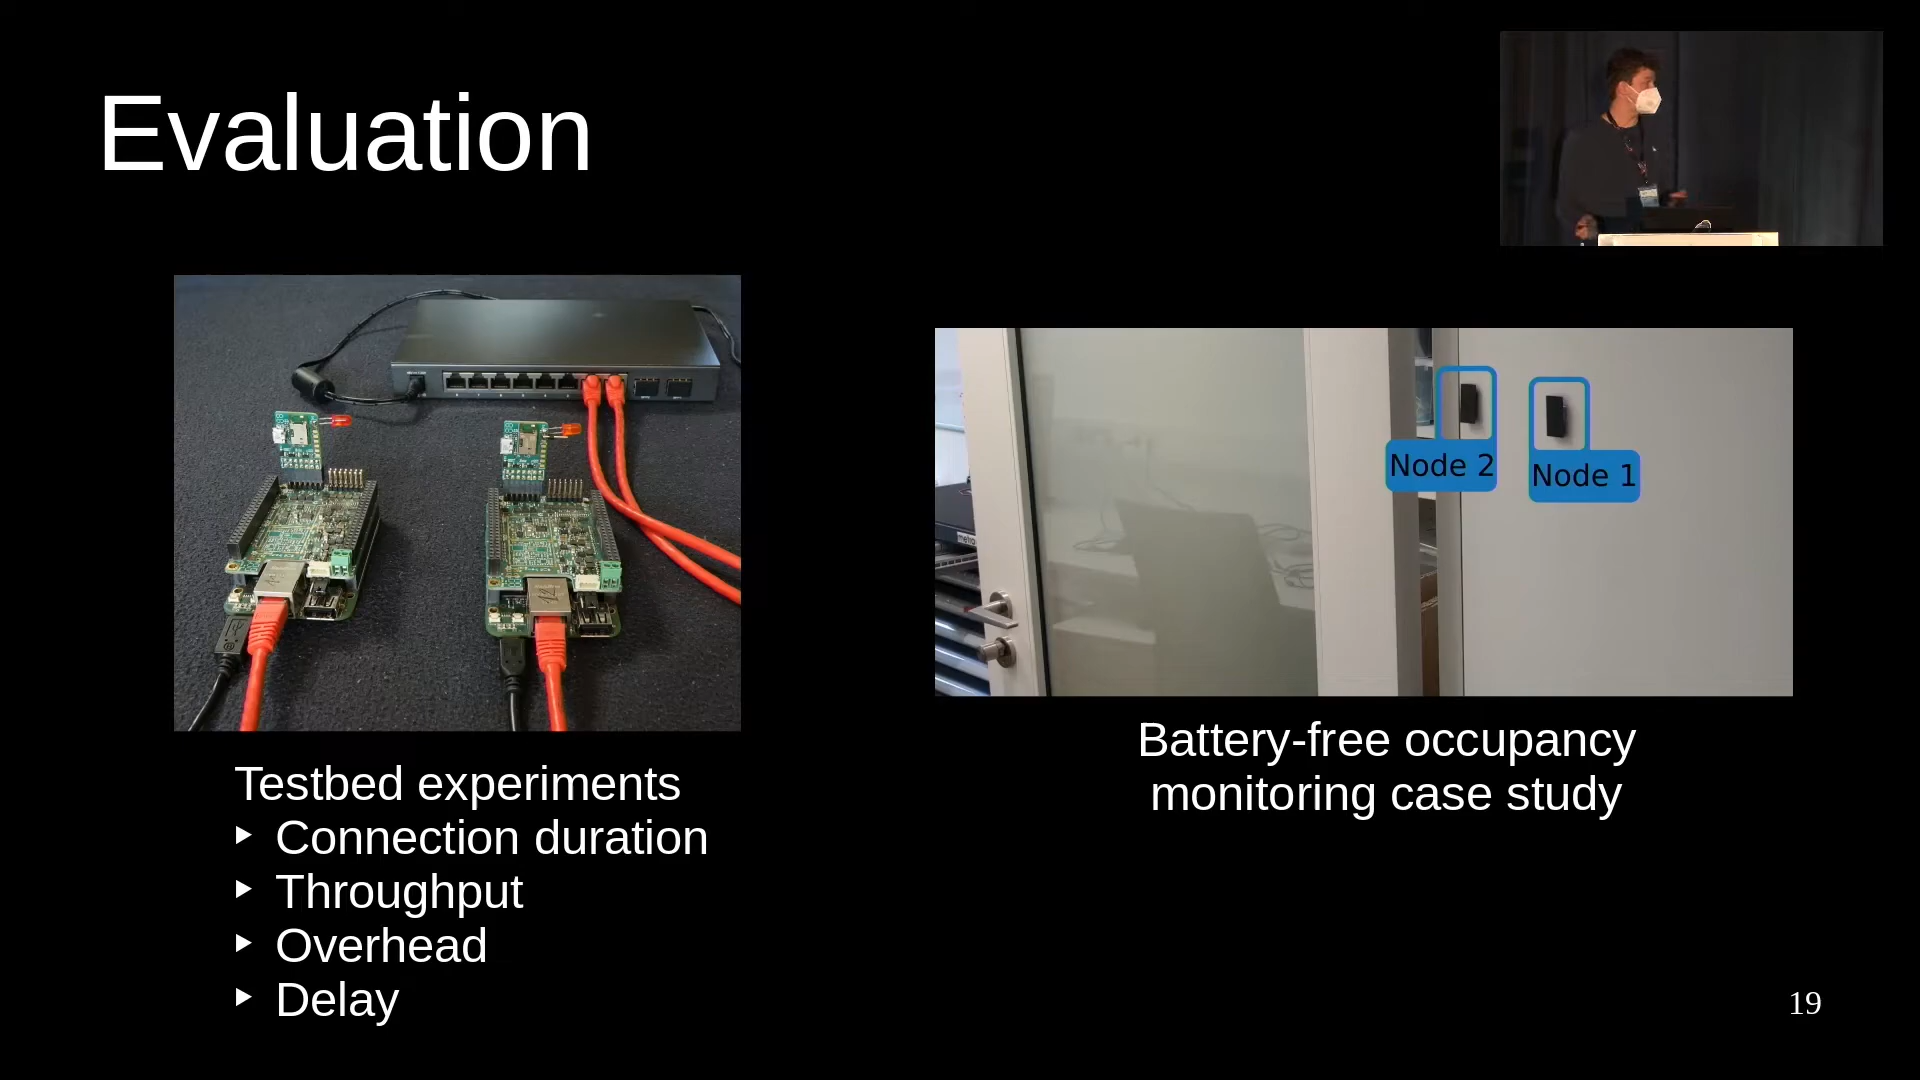 Evaluation
Node 2
Node 1
Testbed experiments
Connection duration
Throughput
Overhead
Delay
Battery-free occupancy
monitoring case study
19